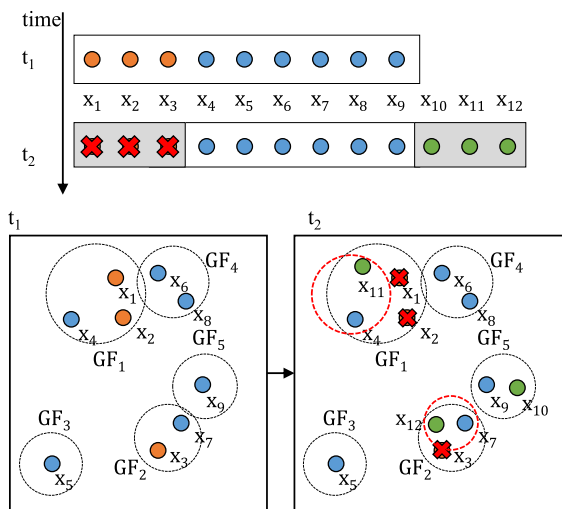 time
t₁
x₁ x₂ x₃ x₄ x₅ x₆ x₇ x₈ x₉ x₁₀ x₁₁ x₁₂
t₂
t₁
GF₄
x₁ x₆
x₄ x₂ x₈
GF₁ GF₅
x₉
GF₃ x₇
GF₂ x₃
x₅
t₂
GF₄
x₁₁ x₁ x₆
x₄ x₂ x₈
GF₁ GF₅
x₉ x₁₀
x₁₂
GF₃ x₇
GF₂ x₃
x₅